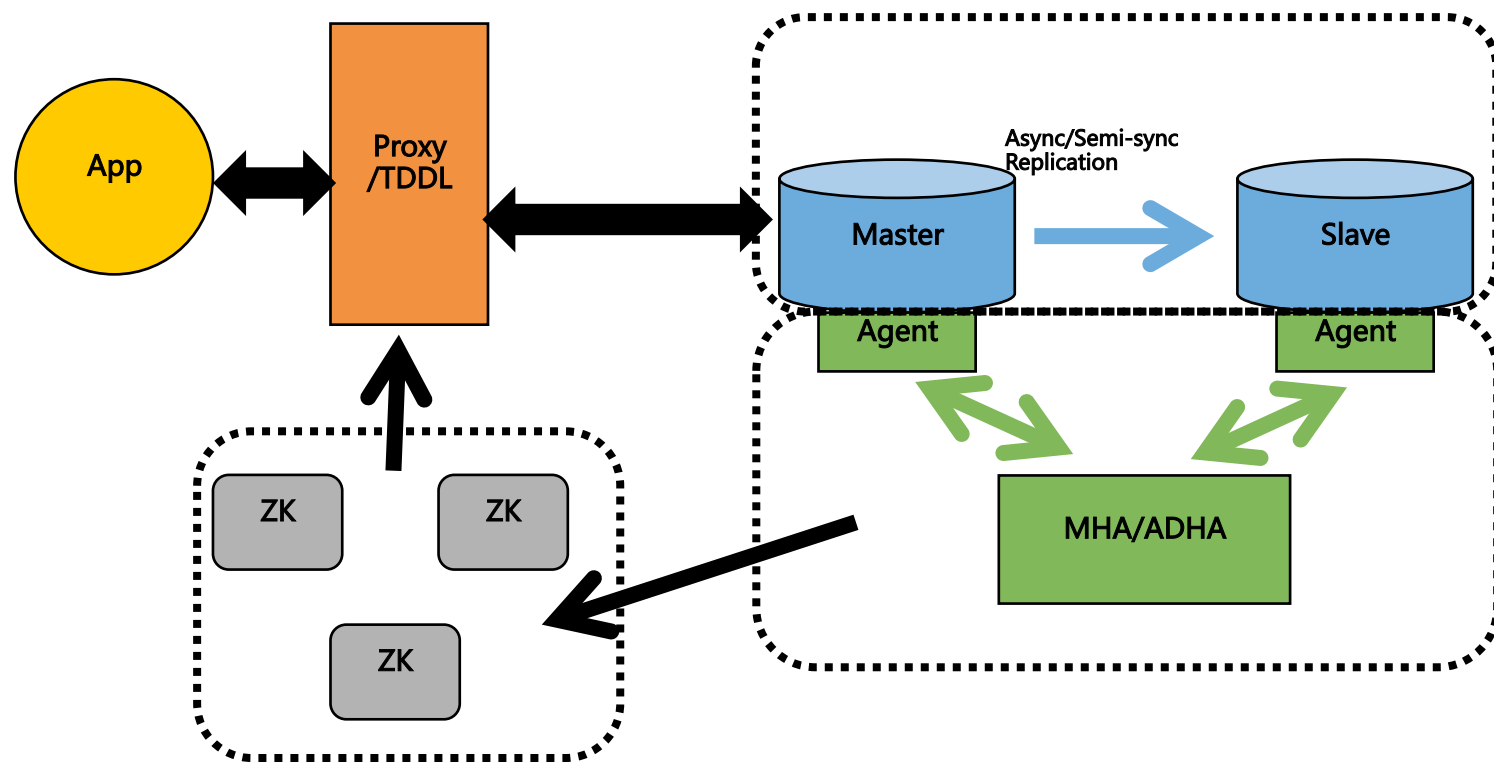 App
Proxy
/TDDL
Async/Semi-sync
Replication
Master
Slave
Agent
Agent
ZK
ZK
MHA/ADHA
ZK